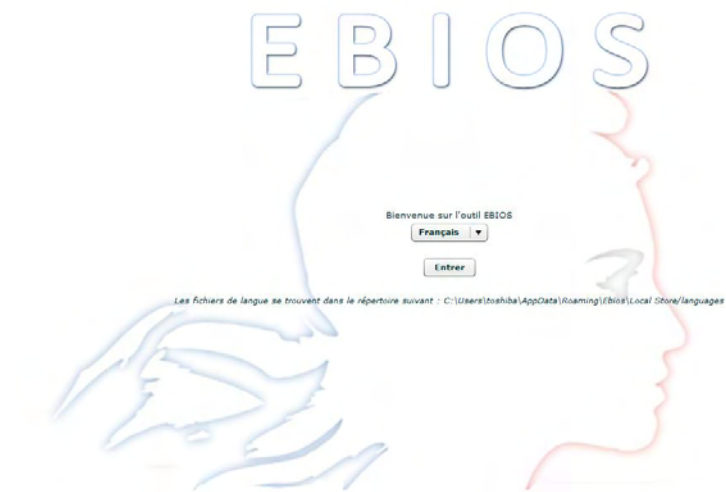 EBIOS
Bienvenue sur l'outil EBIOS
Français
Entrer
Les fichiers de langue se trouvent dans le répertoire suivant : C:\Users\toshiba\AppData\Roaming\Ebios\Local Store/languages